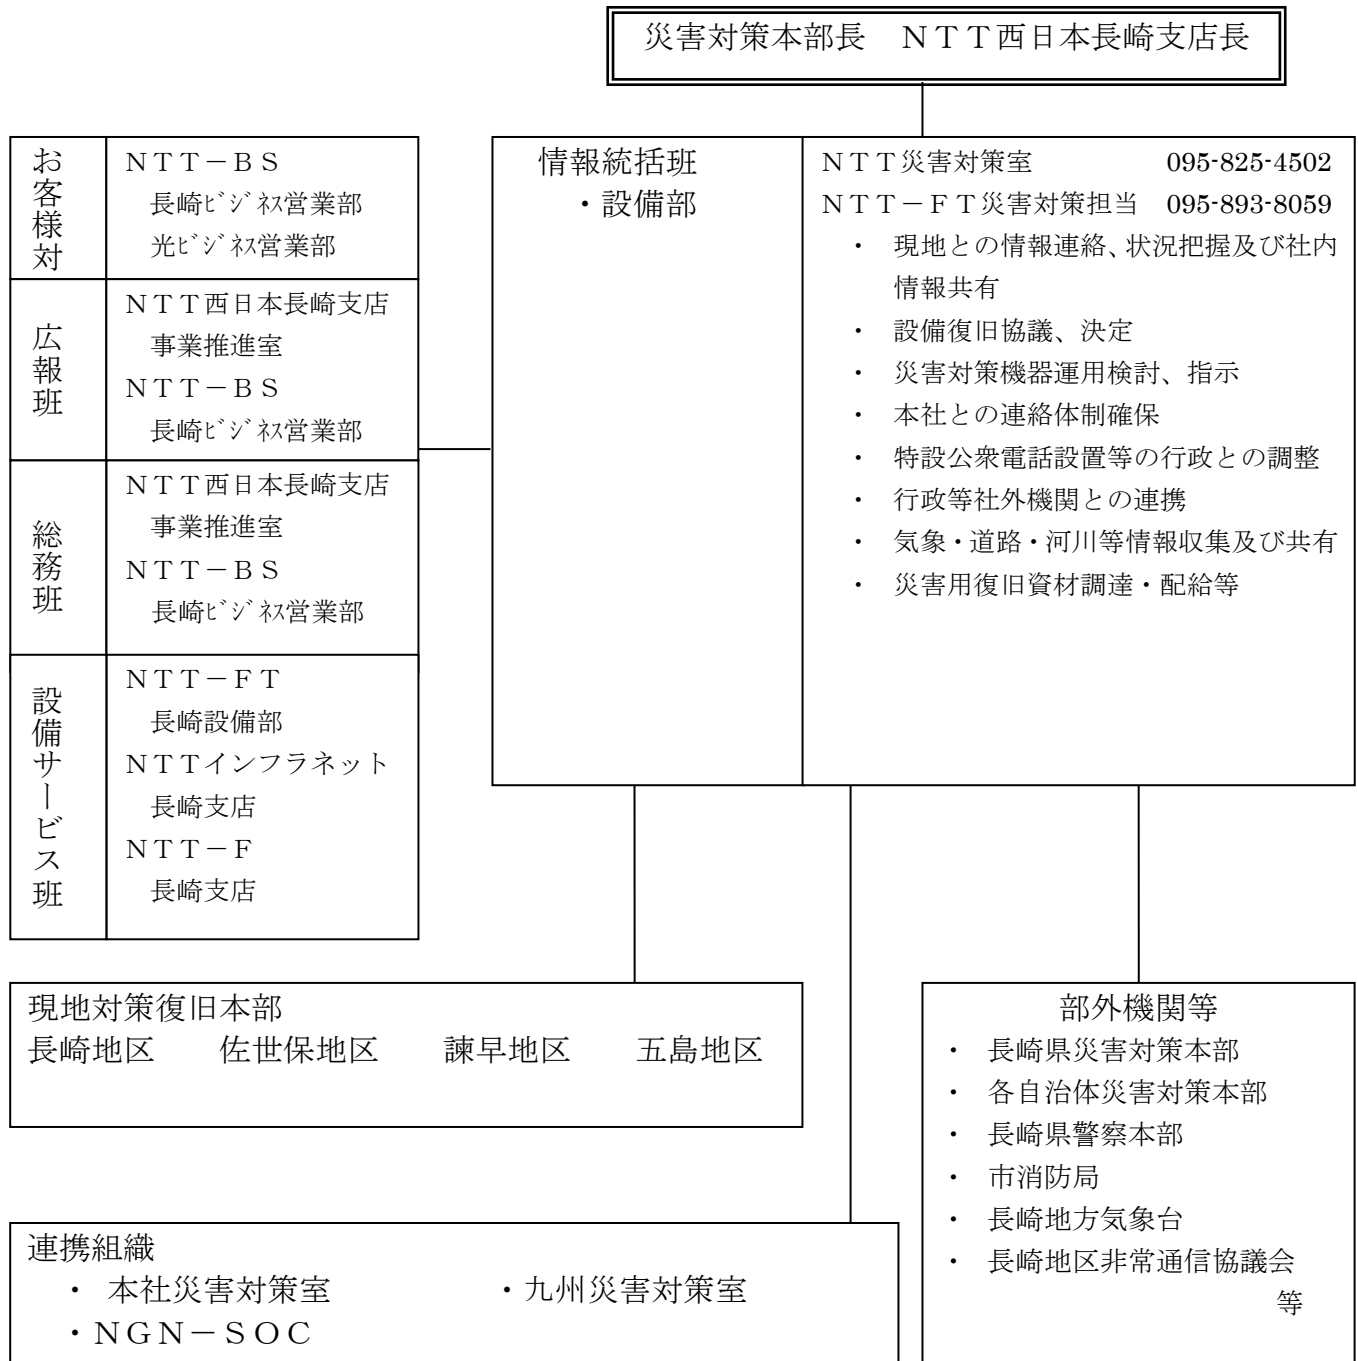 災害対策本部長　ＮＴＴ西日本長崎支店長
お客様対
ＮＴＴ－ＢＳ
長崎ﾋﾞｼﾞﾈｽ営業部
光ﾋﾞｼﾞﾈｽ営業部
広報班
ＮＴＴ西日本長崎支店
事業推進室
ＮＴＴ－ＢＳ
長崎ﾋﾞｼﾞﾈｽ営業部
総務班
ＮＴＴ西日本長崎支店
事業推進室
ＮＴＴ－ＢＳ
長崎ﾋﾞｼﾞﾈｽ営業部
設備サービス班
ＮＴＴ－ＦＴ
長崎設備部
ＮＴＴインフラネット
長崎支店
ＮＴＴ－Ｆ
長崎支店
情報統括班
・設備部
ＮＴＴ災害対策室　095-825-4502
ＮＴＴ－ＦＴ災害対策担当　095-893-8059
・　現地との情報連絡、状況把握及び社内
情報共有
・　設備復旧協議、決定
・　災害対策機器運用検討、指示
・　本社との連絡体制確保
・　特設公衆電話設置等の行政との調整
・　行政等社外機関との連携
・　気象・道路・河川等情報収集及び共有
・　災害用復旧資材調達・配給等
現地対策復旧本部
長崎地区　佐世保地区　諫早地区　五島地区
部外機関等
・　長崎県災害対策本部
・　各自治体災害対策本部
・　長崎県警察本部
・　市消防局
・　長崎地方気象台
・　長崎地区非常通信協議会
等
連携組織
・ 本社災害対策室　・九州災害対策室
・ＮＧＮ－ＳＯＣ